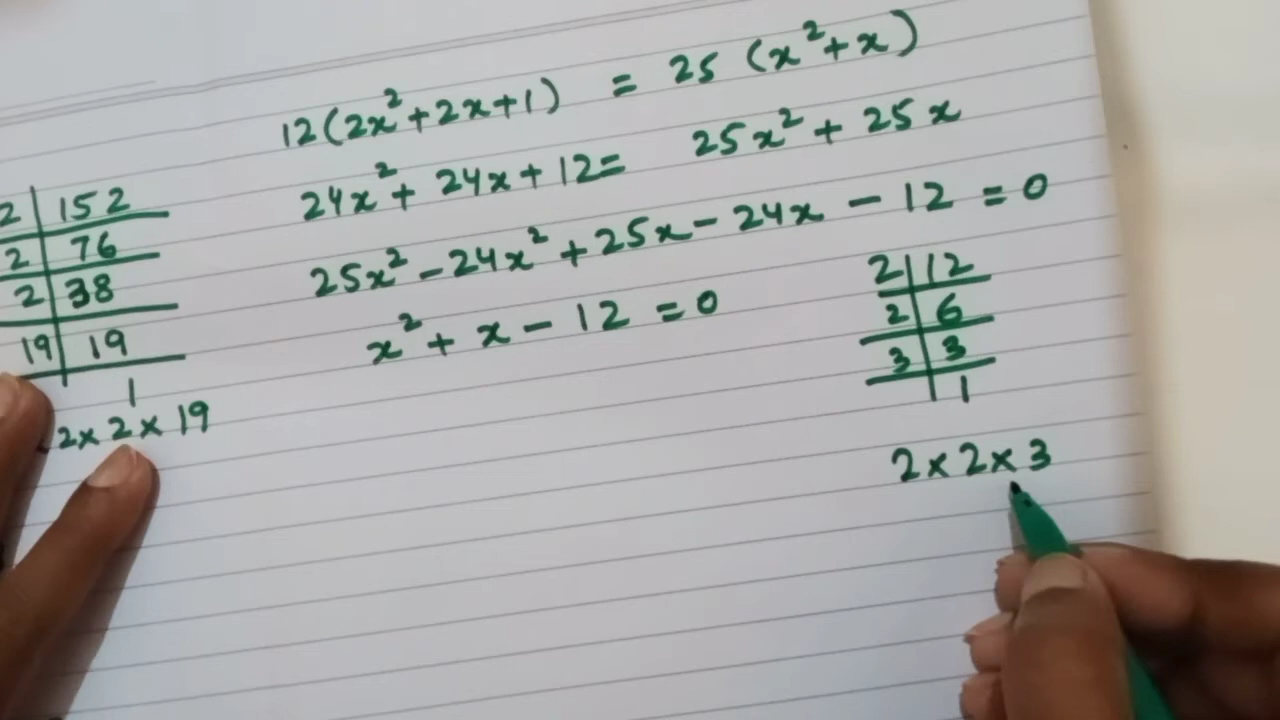 12(2x²+2x+1) = 25 (x²+x)
24x²+ 24x+ 12= 25x² + 25x
25x² - 24x² + 25x - 24x - 12 = 0
x² + x - 12 = 0
2 | 152
2 | 76
2 | 38
19 | 19
1
2 x 2 x 19
2 | 12
2 | 6
3 | 3
1
2 x 2 x 3